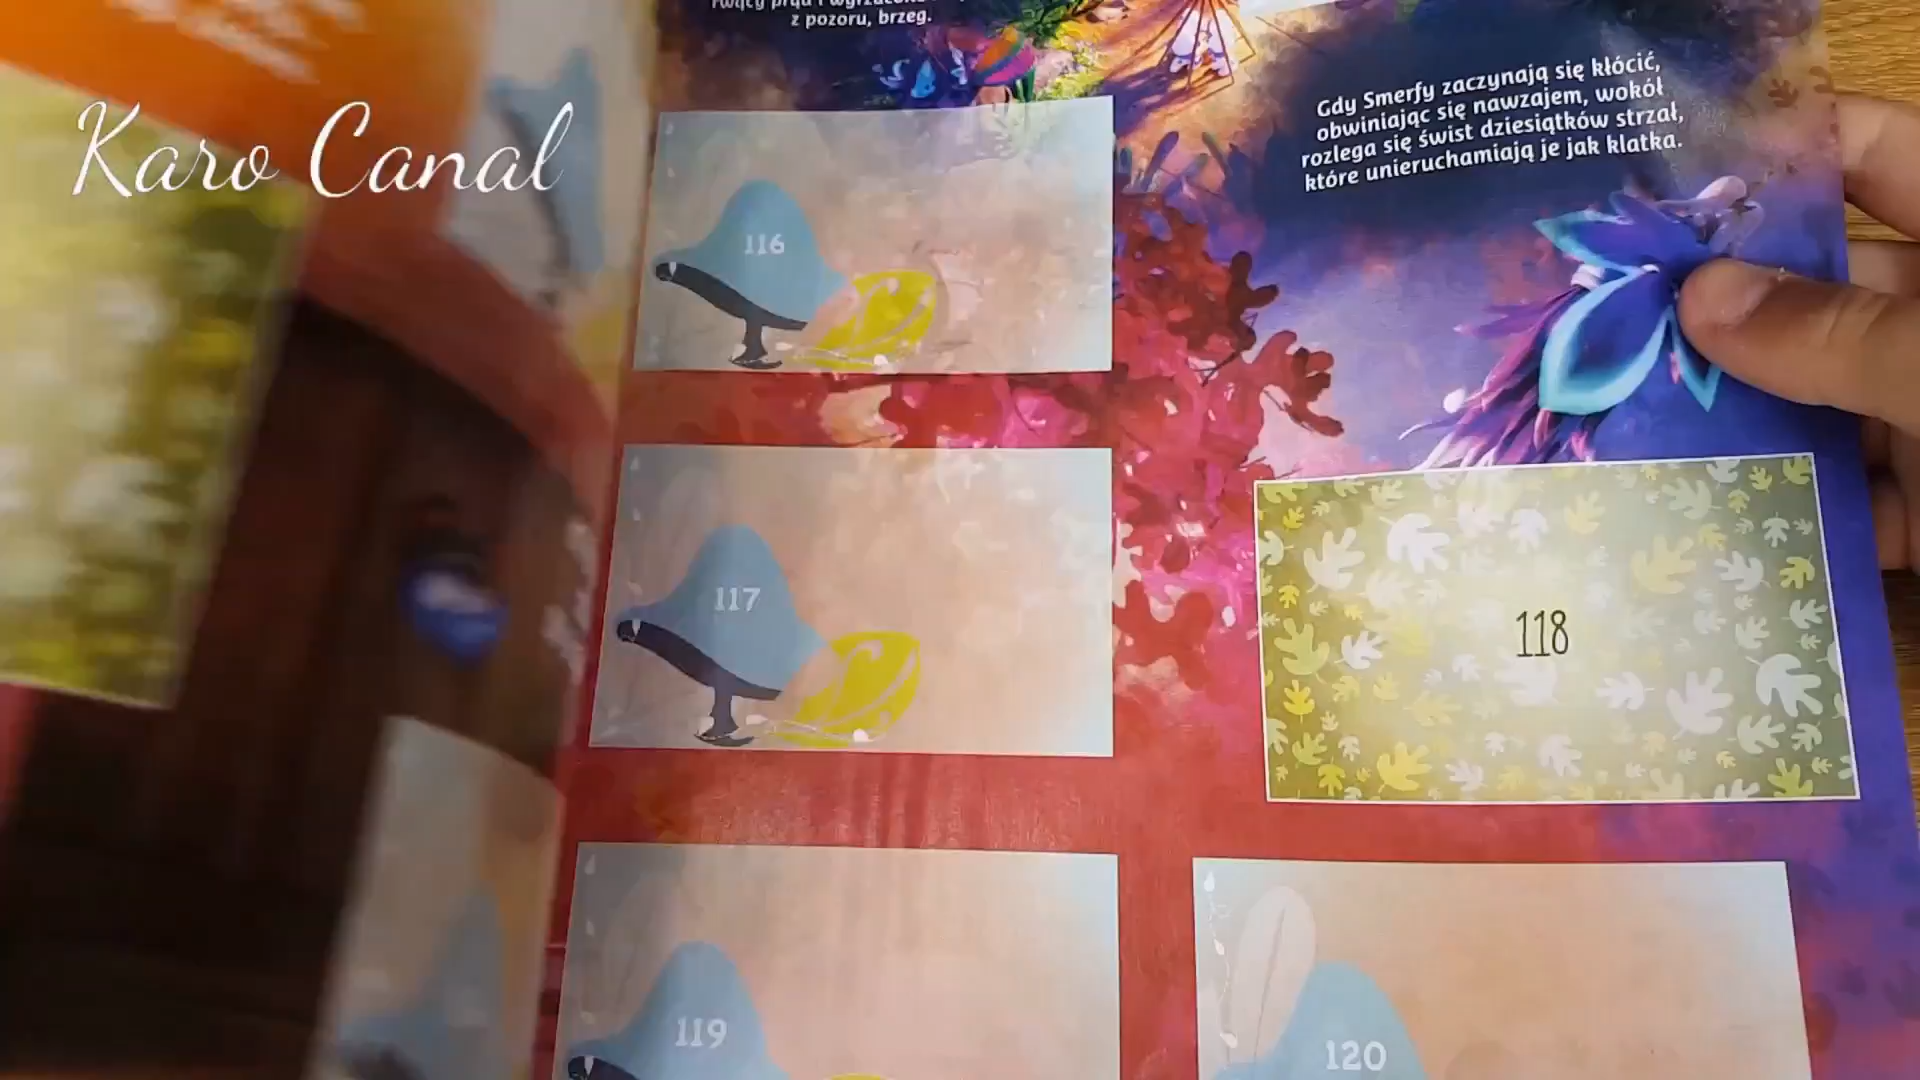 z pozoru, brzeg.
Gdy Smerfy zaczynają się kłócić,
obwiniając się nawzajem, wokół
rozlega się świst dziesiątków strzał,
które unieruchamiają je jak klatka.
Karo Canal
116
117
118
119
120